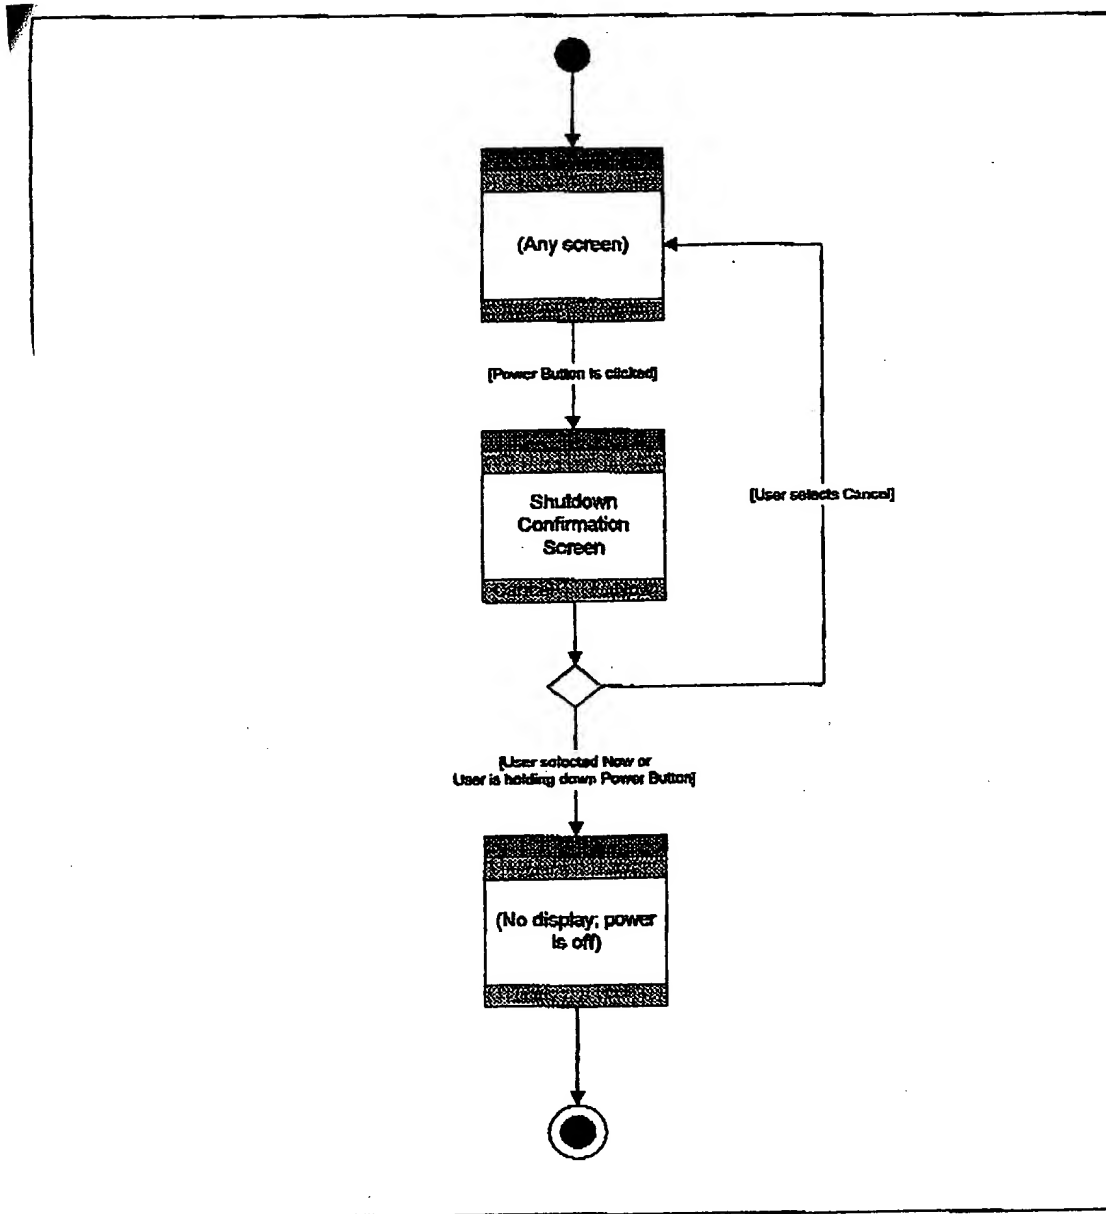 (Any screen)
[Power Button is clicked]
Shutdown
Confirmation
Screen
[User selects Cancel]
[User selected Now or
User is holding down Power Button]
(No display; power
is off)